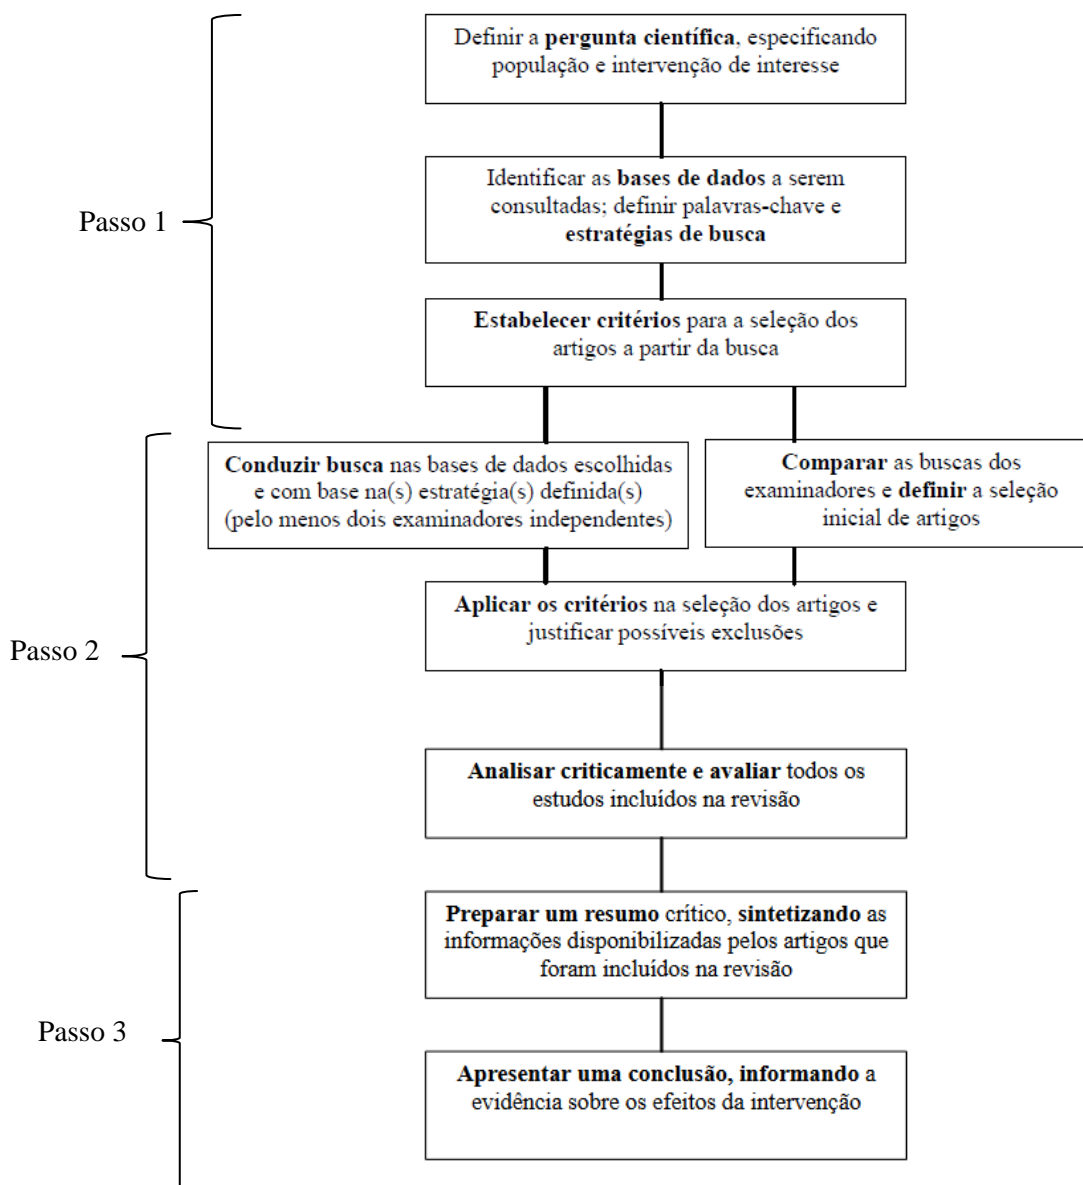 Definir a pergunta científica, especificando
população e intervenção de interesse
Passo 1
Identificar as bases de dados a serem
consultadas; definir palavras-chave e
estratégias de busca
Estabelecer critérios para a seleção dos
artigos a partir da busca
Conduzir busca nas bases de dados escolhidas
e com base na(s) estratégia(s) definida(s)
(pelo menos dois examinadores independentes)
Comparar as buscas dos
examinadores e definir a seleção
inicial de artigos
Passo 2
Aplicar os critérios na seleção dos artigos e
justificar possíveis exclusões
Analisar criticamente e avaliar todos os
estudos incluídos na revisão
Passo 3
Preparar um resumo crítico, sintetizando as
informações disponibilizadas pelos artigos que
foram incluídos na revisão
Apresentar uma conclusão, informando a
evidência sobre os efeitos da intervenção